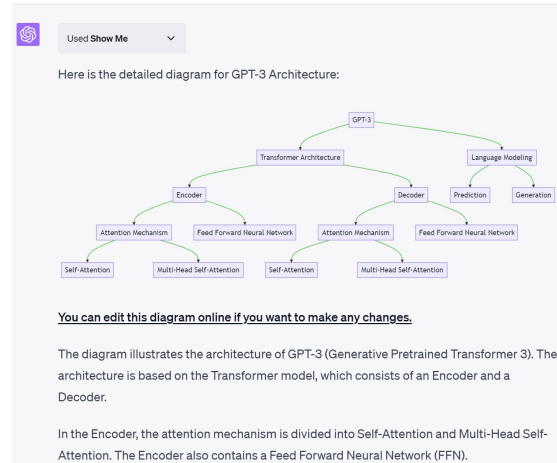 Used Show Me
Here is the detailed diagram for GPT-3 Architecture:
GPT-3
Transformer Architecture
Language Modeling
Encoder
Decoder
Prediction
Generation
Attention Mechanism
Feed Forward Neural Network
Attention Mechanism
Feed Forward Neural Network
Self-Attention
Multi-Head Self-Attention
Self-Attention
Multi-Head Self-Attention
You can edit this diagram online if you want to make any changes.
The diagram illustrates the architecture of GPT-3 (Generative Pretrained Transformer 3). The
architecture is based on the Transformer model, which consists of an Encoder and a
Decoder.
In the Encoder, the attention mechanism is divided into Self-Attention and Multi-Head Self-
Attention. The Encoder also contains a Feed Forward Neural Network (FFN).